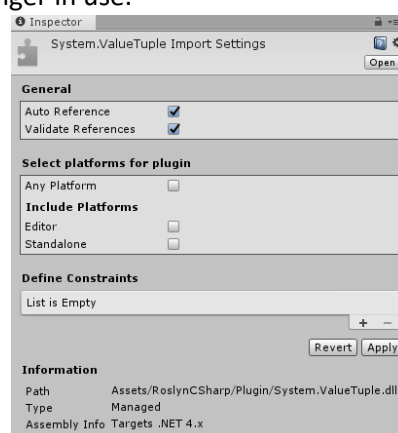 nger in use.
Inspector
System.ValueTuple Import Settings
Open
General
Auto Reference
Validate References
Select platforms for plugin
Any Platform
Include Platforms
Editor
Standalone
Define Constraints
List is Empty
+ −
Revert Apply
Information
Path Assets/RoslynCSharp/Plugin/System.ValueTuple.dll
Type Managed
Assembly Info Targets .NET 4.x